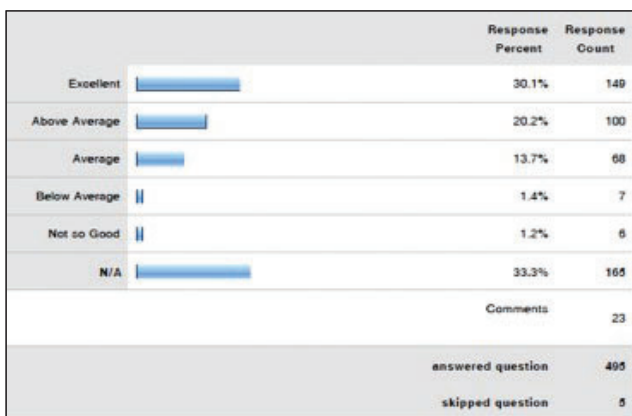 Response Response
Percent Count
Excellent 30.1% 149
Above Average 20.2% 100
Average 13.7% 68
Below Average 1.4% 7
Not so Good 1.2% 6
N/A 33.3% 165
Comments 23
answered question 495
skipped question 5